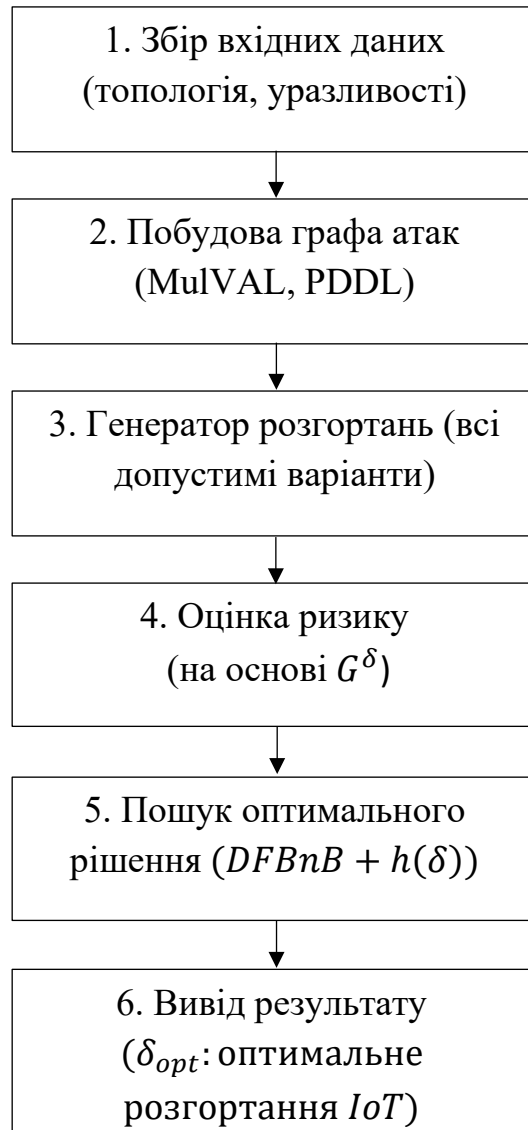 1. Збір вхідних даних
(топологія, уразливості)
2. Побудова графа атак
(MulVAL, PDDL)
3. Генератор розгортань (всі
допустимі варіанти)
4. Оцінка ризику
(на основі G^δ)
5. Пошук оптимального
рішення (DFBnB + h(δ))
6. Вивід результату
(δ_opt: оптимальне
розгортання IoT)